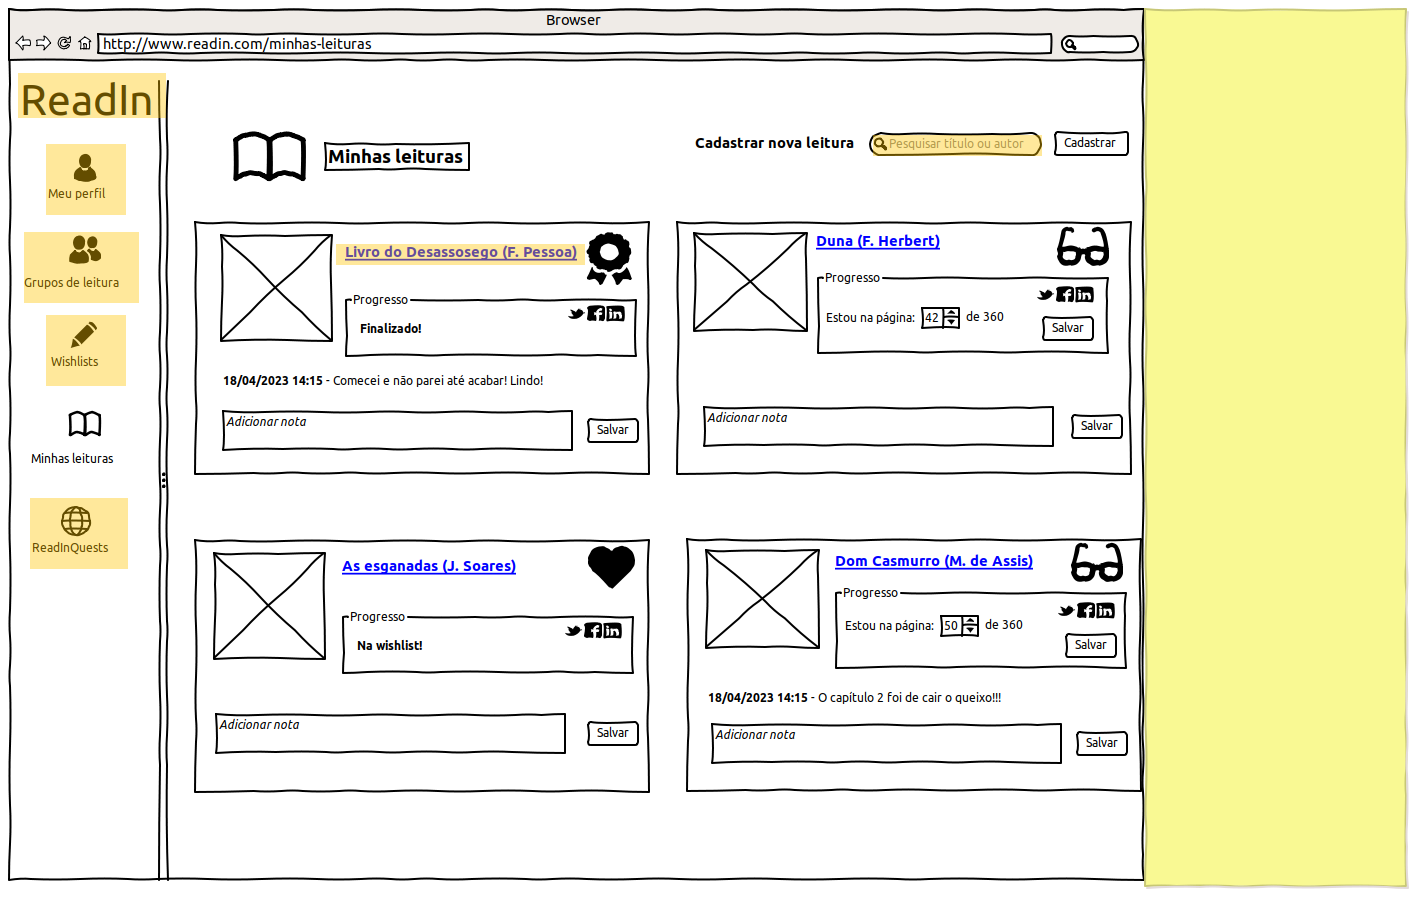 Browser
http://www.readin.com/minhas-leituras
ReadIn
Meu perfil
Grupos de leitura
Wishlists
Minhas leituras
ReadInQuests
Minhas leituras
Cadastrar nova leitura
Pesquisar título ou autor
Cadastrar
Livro do Desassosego (F. Pessoa)
Progresso
Finalizado!
18/04/2023 14:15 - Comecei e não parei até acabar! Lindo!
Adicionar nota
Salvar
Duna (F. Herbert)
Progresso
Estou na página: 42 de 360
Salvar
Adicionar nota
Salvar
As esganadas (J. Soares)
Progresso
Na wishlist!
Adicionar nota
Salvar
Dom Casmurro (M. de Assis)
Progresso
Estou na página: 50 de 360
Salvar
18/04/2023 14:15 - O capítulo 2 foi de cair o queixo!!!
Adicionar nota
Salvar